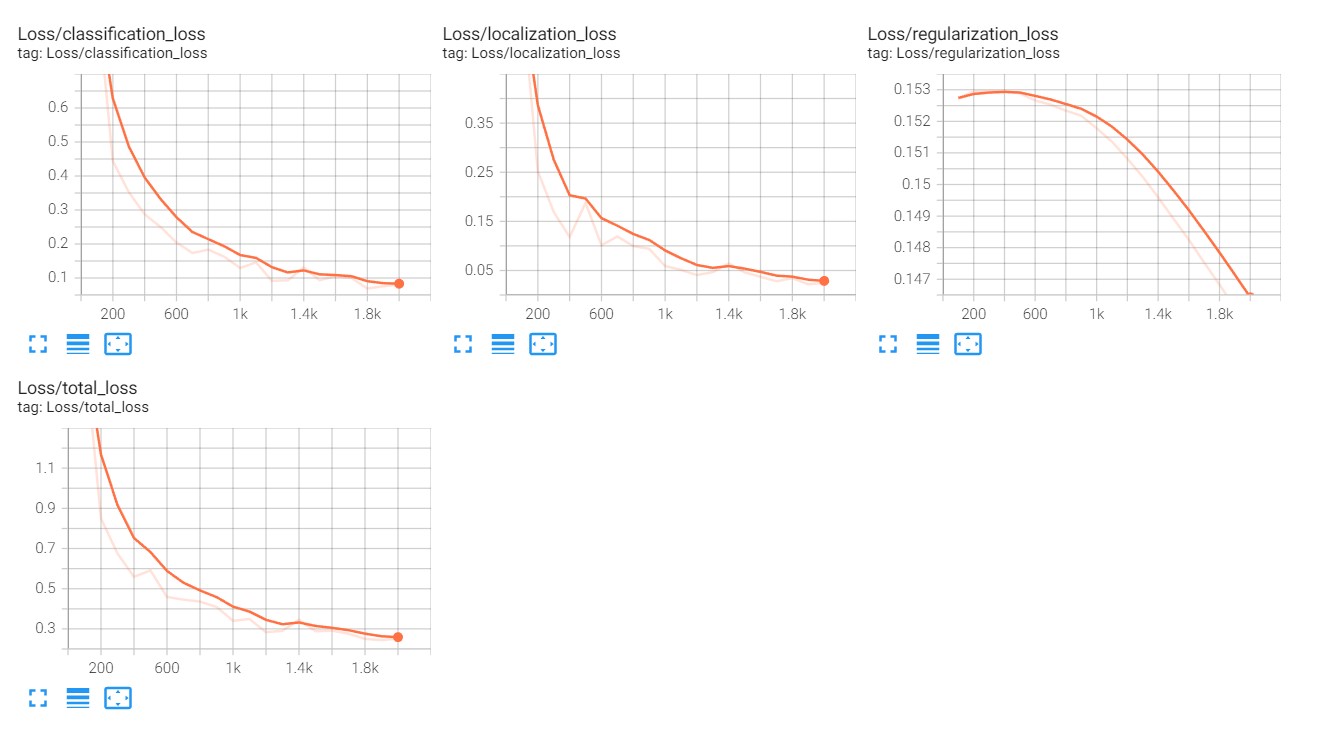 Loss/classification_loss
tag: Loss/classification_loss
0.6
0.5
0.4
0.3
0.2
0.1
200 600 1k 1.4k 1.8k
Loss/localization_loss
tag: Loss/localization_loss
0.35
0.25
0.15
0.05
200 600 1k 1.4k 1.8k
Loss/regularization_loss
tag: Loss/regularization_loss
0.153
0.152
0.151
0.15
0.149
0.148
0.147
200 600 1k 1.4k 1.8k
Loss/total_loss
tag: Loss/total_loss
1.1
0.9
0.7
0.5
0.3
200 600 1k 1.4k 1.8k